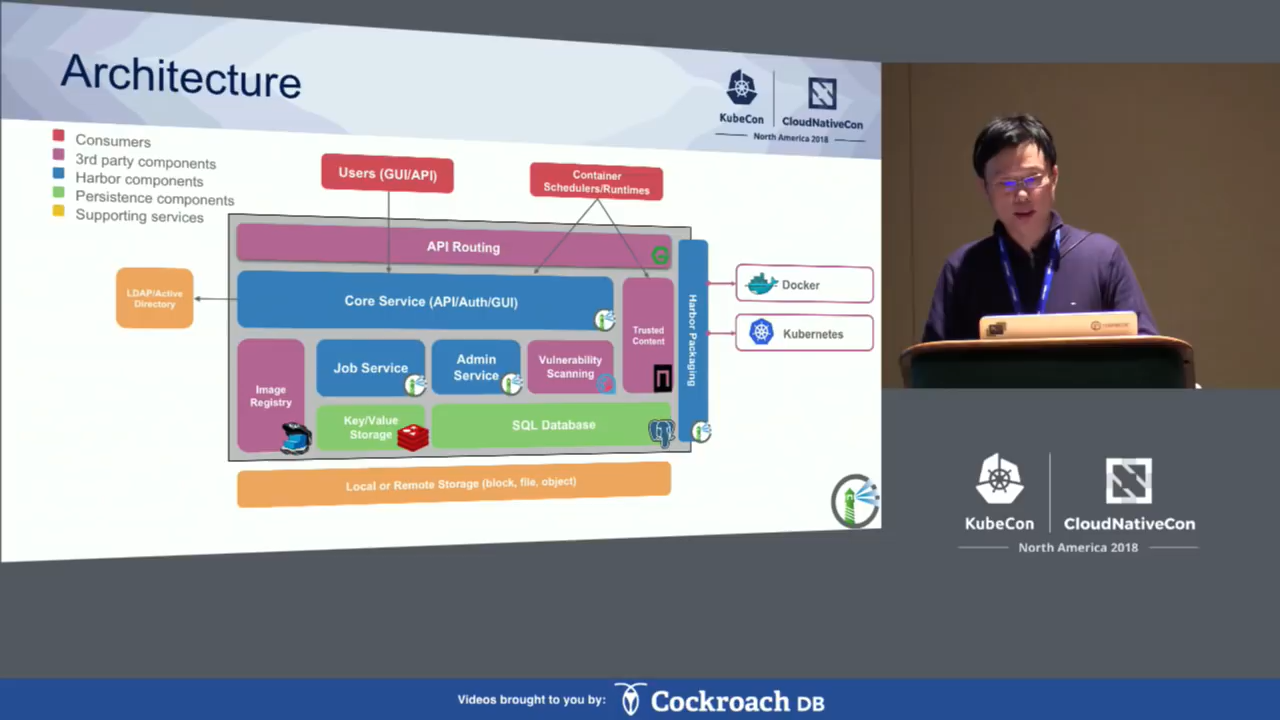 Architecture
KubeCon
CloudNativeCon
North America 2018
Consumers
3rd party components
Harbor components
Persistence components
Supporting services
Users (GUI/API)
Container
Schedulers/Runtimes
API Routing
LDAP/Active
Directory
Core Service (API/Auth/GUI)
Trusted
Content
Harbor Packaging
Docker
Kubernetes
Image
Registry
Job Service
Admin
Service
Vulnerability
Scanning
Key/Value
Storage
SQL Database
Local or Remote Storage (block, file, object)
KubeCon
CloudNativeCon
North America 2018
Videos brought to you by:
Cockroach DB